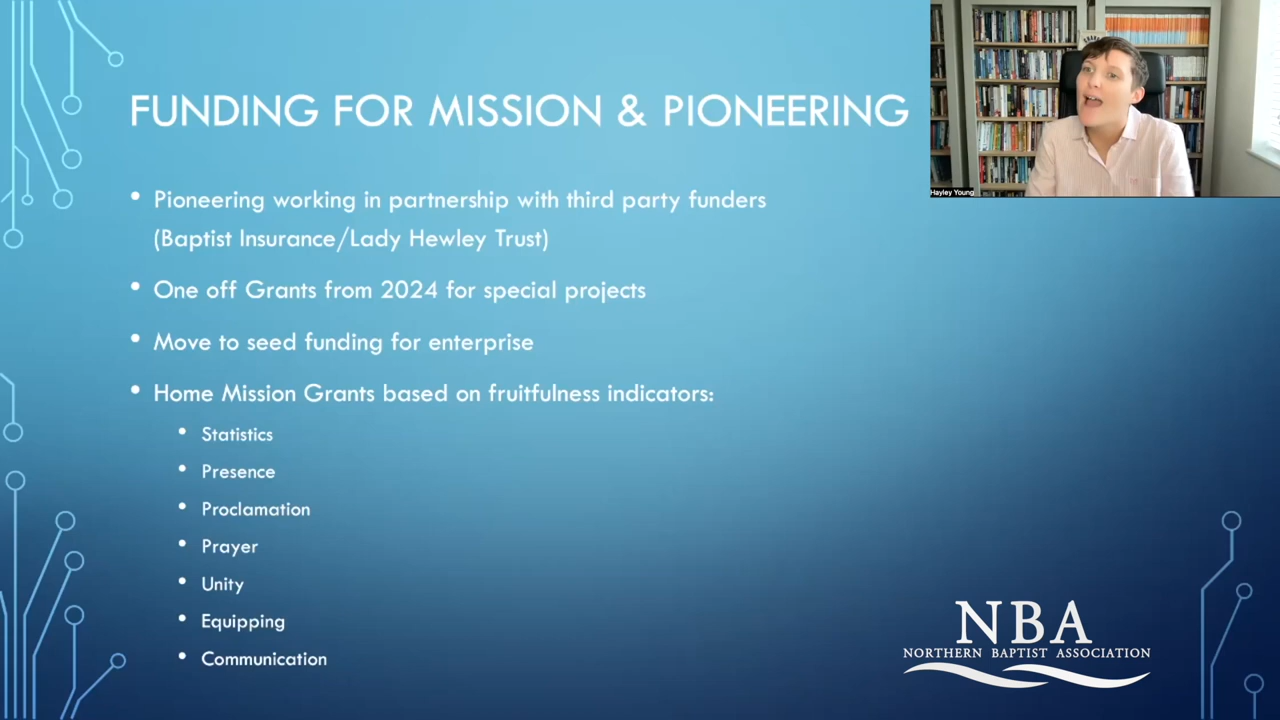 FUNDING FOR MISSION & PIONEERING
• Pioneering working in partnership with third party funders
(Baptist Insurance/Lady Hewley Trust)
• One off Grants from 2024 for special projects
• Move to seed funding for enterprise
• Home Mission Grants based on fruitfulness indicators:
• Statistics
• Presence
• Proclamation
• Prayer
• Unity
• Equipping
• Communication
Hayley Young
NBA
NORTHERN BAPTIST ASSOCIATION